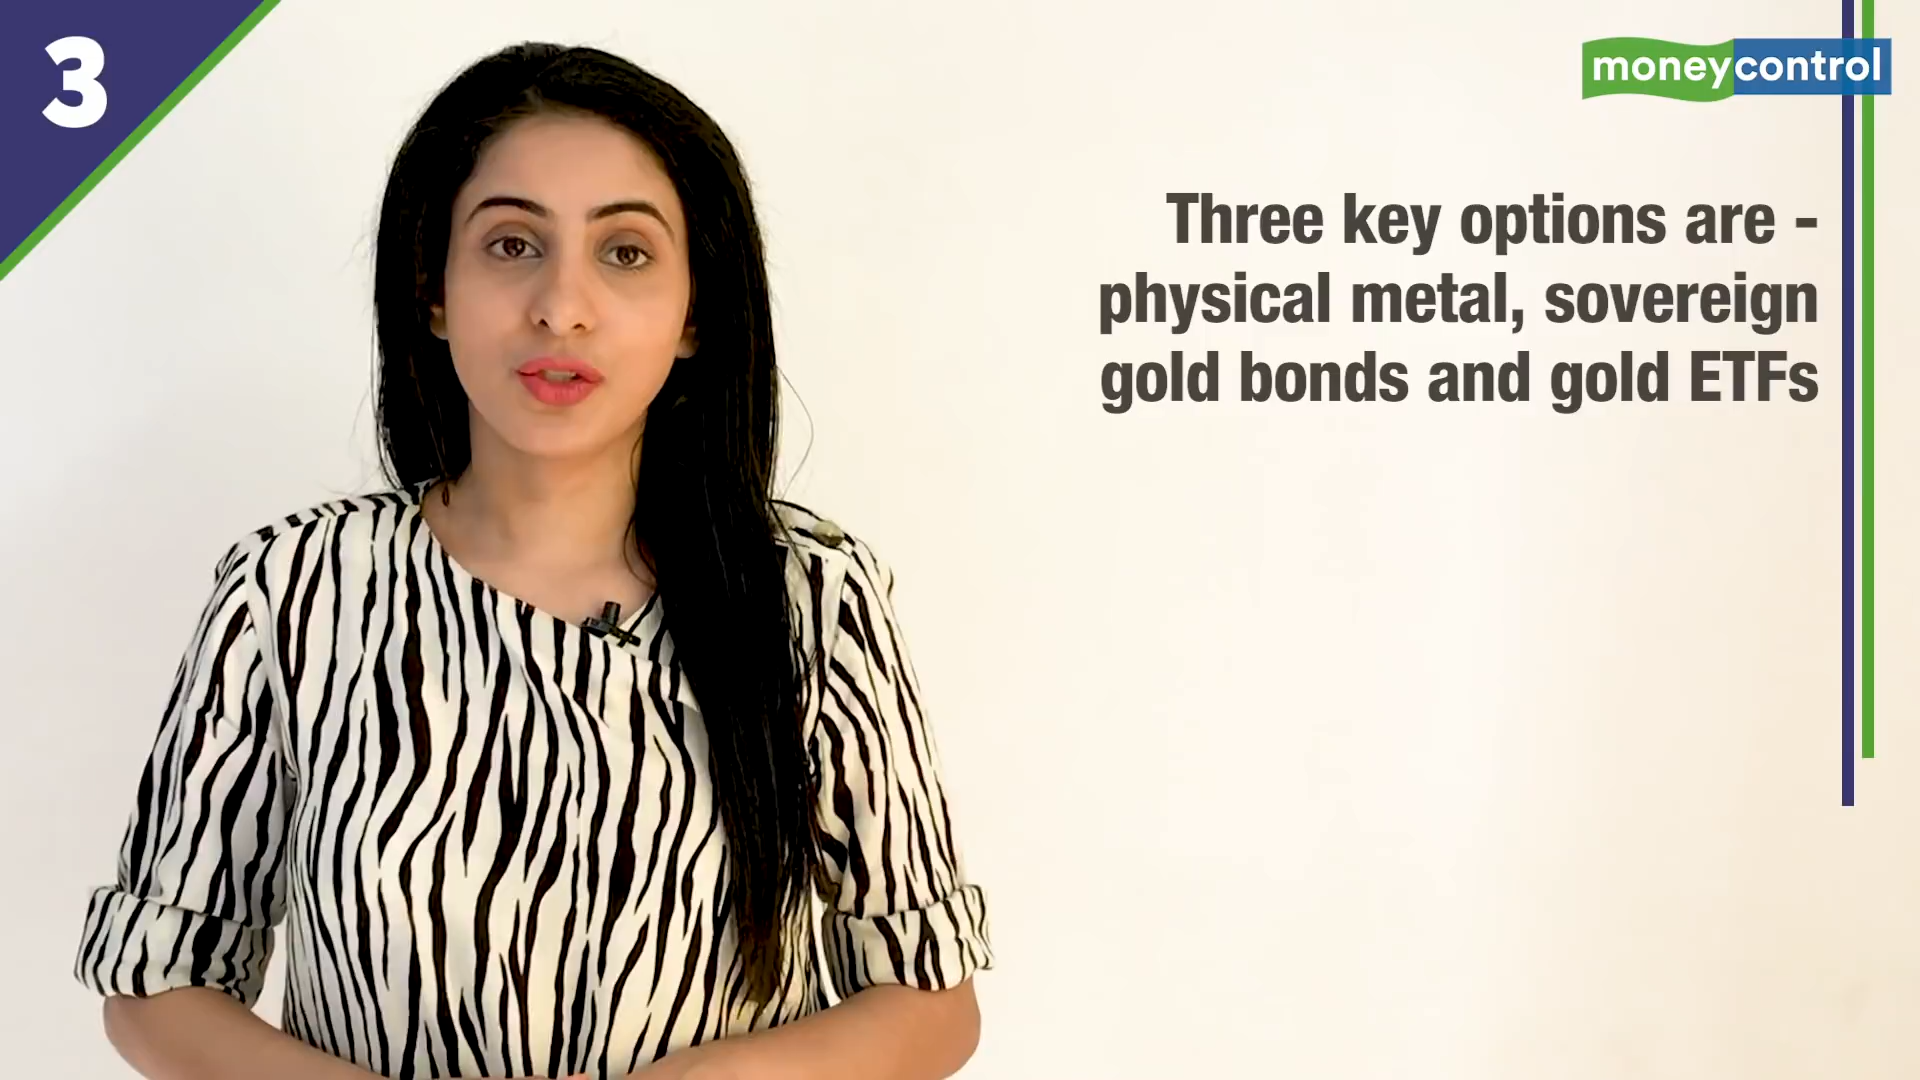 3
moneycontrol
Three key options are -
physical metal, sovereign
gold bonds and gold ETFs